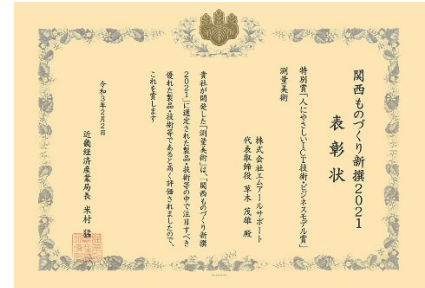 関西ものづくり新撰2021
表彰状
特別賞「人にやさしいICT技術・ビジネスモデル賞」
測量美術
株式会社エムアールサポート
代表取締役 草木 茂雄 殿
貴社が開発した「測量美術」は、「関西ものづくり新撰
2021」に選定された製品・技術等の中で注目すべき
優れた製品・技術等であると高く評価されましたので、
これを賞します
令和3年2月2日
近畿経済産業局長 米村 猛